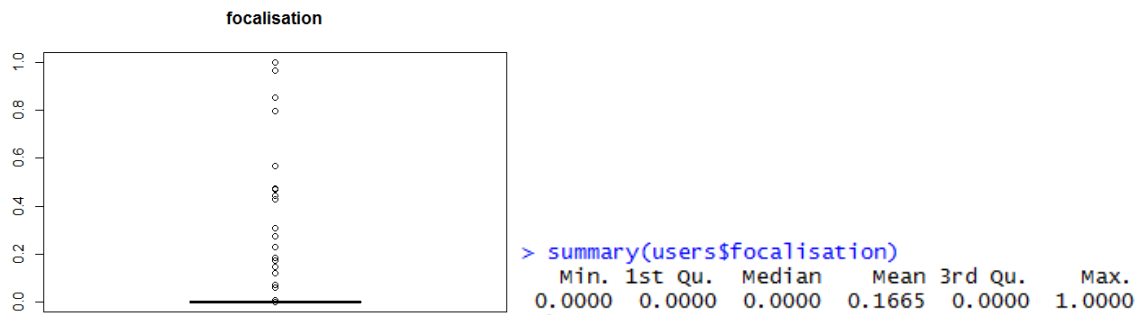 focalisation
1.0
0.8
0.6
0.4
0.2
0.0
> summary(users$focalisation)
Min. 1st Qu. Median Mean 3rd Qu. Max.
0.0000 0.0000 0.0000 0.1665 0.0000 1.0000